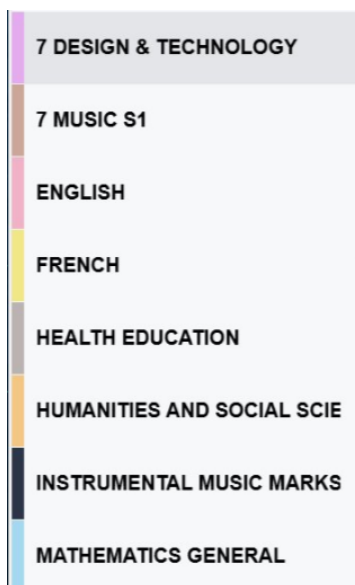 7 DESIGN & TECHNOLOGY
7 MUSIC S1
ENGLISH
FRENCH
HEALTH EDUCATION
HUMANITIES AND SOCIAL SCIE
INSTRUMENTAL MUSIC MARKS
MATHEMATICS GENERAL